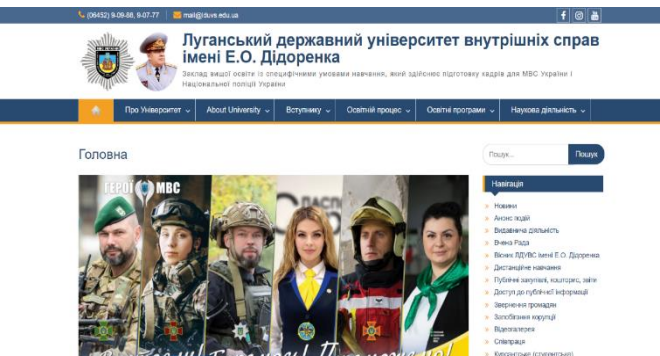 (06452) 9-09-88, 9-07-77
mail@lduvs.edu.ua
Луганський державний університет внутрішніх справ
імені Е.О. Дідоренка
Заклад вищої освіти із специфічними умовами навчання, який здійснює підготовку кадрів для МВС України і
Національної поліції України
Про Університет
About University
Вступнику
Освітній процес
Освітні програми
Наукова діяльність
Головна
Пошук...
Пошук
ГЕРОЇ МВС
Навігація
Новини
Анонс подій
Видавнича діяльність
Вчена Рада
Вісник ЛДУВС імені Е.О. Дідоренка
Дистанційне навчання
Публічні закупівлі, кошторис, звіти
Доступ до публічної інформації
Звернення громадян
Запобігання корупції
Відеогалерея
Співпраця
Курсантське (студентське)